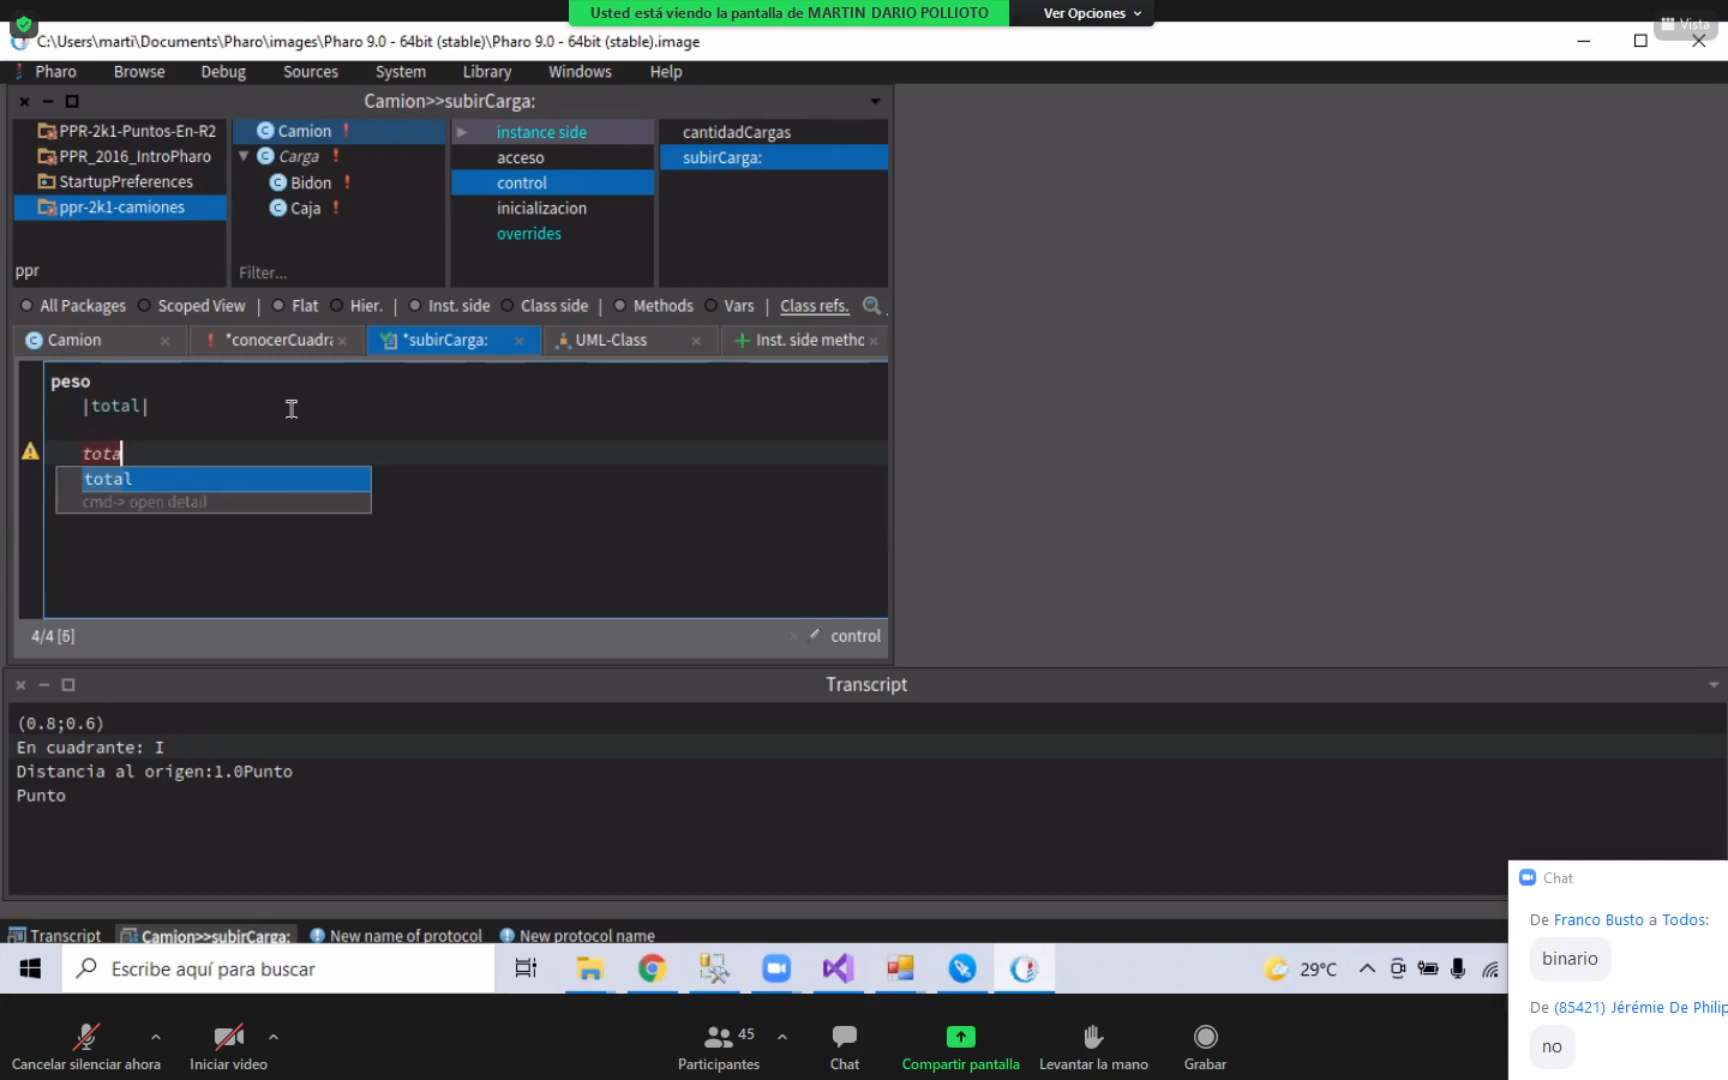 Usted está viendo la pantalla de MARTIN DARIO POLLIOTO
Ver Opciones
Vista
C:\Users\marti\Documents\Pharo\images\Pharo 9.0 - 64bit (stable)\Pharo 9.0 - 64bit (stable).image
Pharo Browse Debug Sources System Library Windows Help
Camion>>subirCarga:
PPR-2k1-Puntos-En-R2
PPR_2016_IntroPharo
StartupPreferences
ppr-2k1-camiones
ppr
Camion !
Carga !
Bidon !
Caja !
Filter...
instance side
acceso
control
inicializacion
overrides
cantidadCargas
subirCarga:
All Packages Scoped View | Flat Hier. | Inst. side Class side | Methods Vars | Class refs.
Camion
*conocerCuadra
*subirCarga:
UML-Class
Inst. side metho
peso
|total|
tota
total
cmd-> open detail
4/4 [6]
control
Transcript
(0.8;0.6)
En cuadrante: I
Distancia al origen:1.0Punto
Punto
Transcript
Camion>>subirCarga:
New name of protocol
New protocol name
Chat
De Franco Busto a Todos:
binario
De (85421) Jérémie De Philip
no
Escribe aquí para buscar
29°C
Cancelar silenciar ahora
Iniciar video
45
Participantes
Chat
Compartir pantalla
Levantar la mano
Grabar